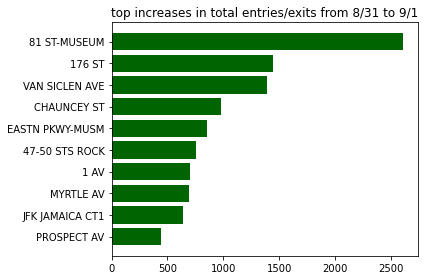 top increases in total entries/exits from 8/31 to 9/1
81 ST-MUSEUM
176 ST
VAN SICLEN AVE
CHAUNCEY ST
EASTN PKWY-MUSM
47-50 STS ROCK
1 AV
MYRTLE AV
JFK JAMAICA CT1
PROSPECT AV
0 500 1000 1500 2000 2500